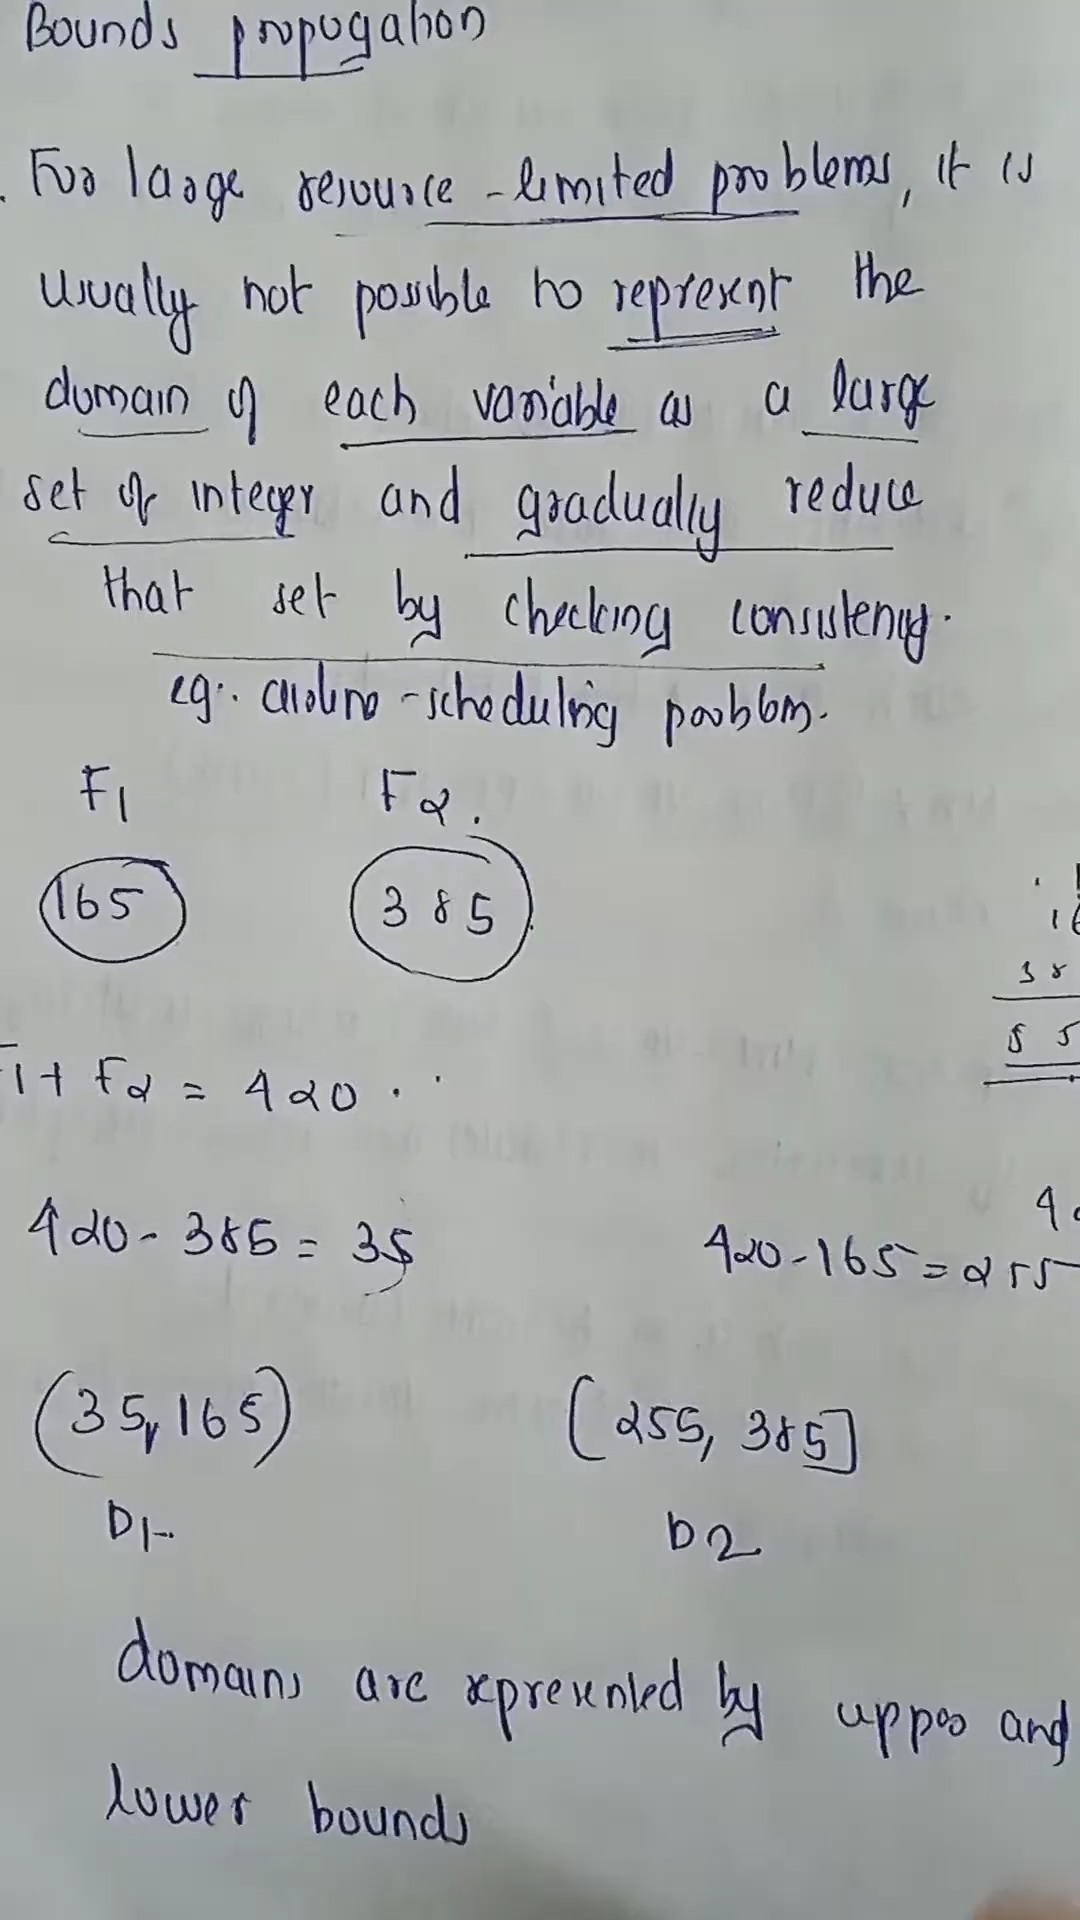 Bounds propogation
. For large resource-limited problems, it is
usually not possible to represent the
domain of each variable as a large
set of integer and gradually reduce
that set by checking consistency.
eg:. airline-scheduling problem.
F1 F2.
165 385
38
55
1+ F2 = 420.
420-385 = 35 420-165=255
(35,165) [255, 385]
D1 D2
domains are represented by upper and
lower bounds